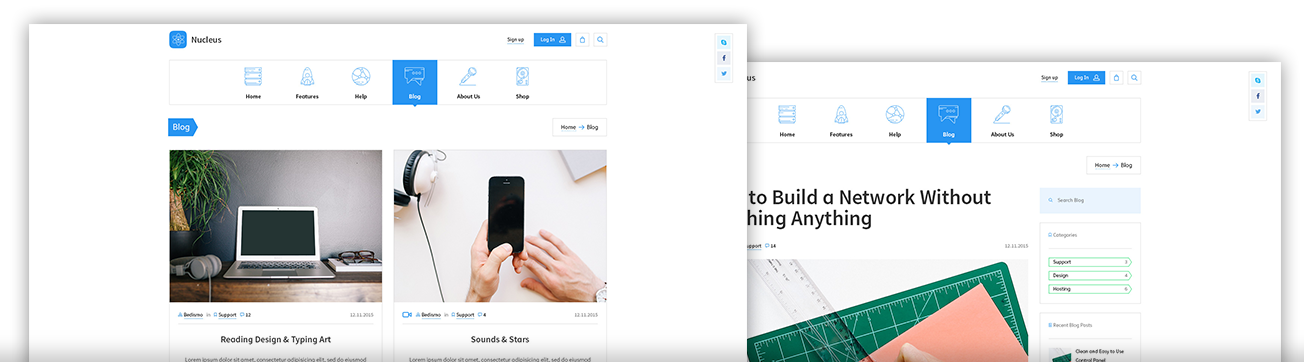 Nucleus
Sign up
Log In
Home
Features
Help
Blog
About Us
Shop
Blog
Home → Blog
Bedismo in Support 12
12.11.2015
Reading Design & Typing Art
Lorem ipsum dolor sit amet, consectetur adipisicing elit, sed do eiusmod
Bedismo in Support 4
12.11.2015
Sounds & Stars
Lorem ipsum dolor sit amet, consectetur adipisicing elit, sed do eiusmod
us
Sign up
Log In
Home
Features
Help
Blog
About Us
Shop
Home → Blog
to Build a Network Without
hing Anything
upport 14
12.11.2015
Search Blog
Categories
Support 3
Design 4
Hosting 6
Recent Blog Posts
Clean and Easy to Use
Control Panel